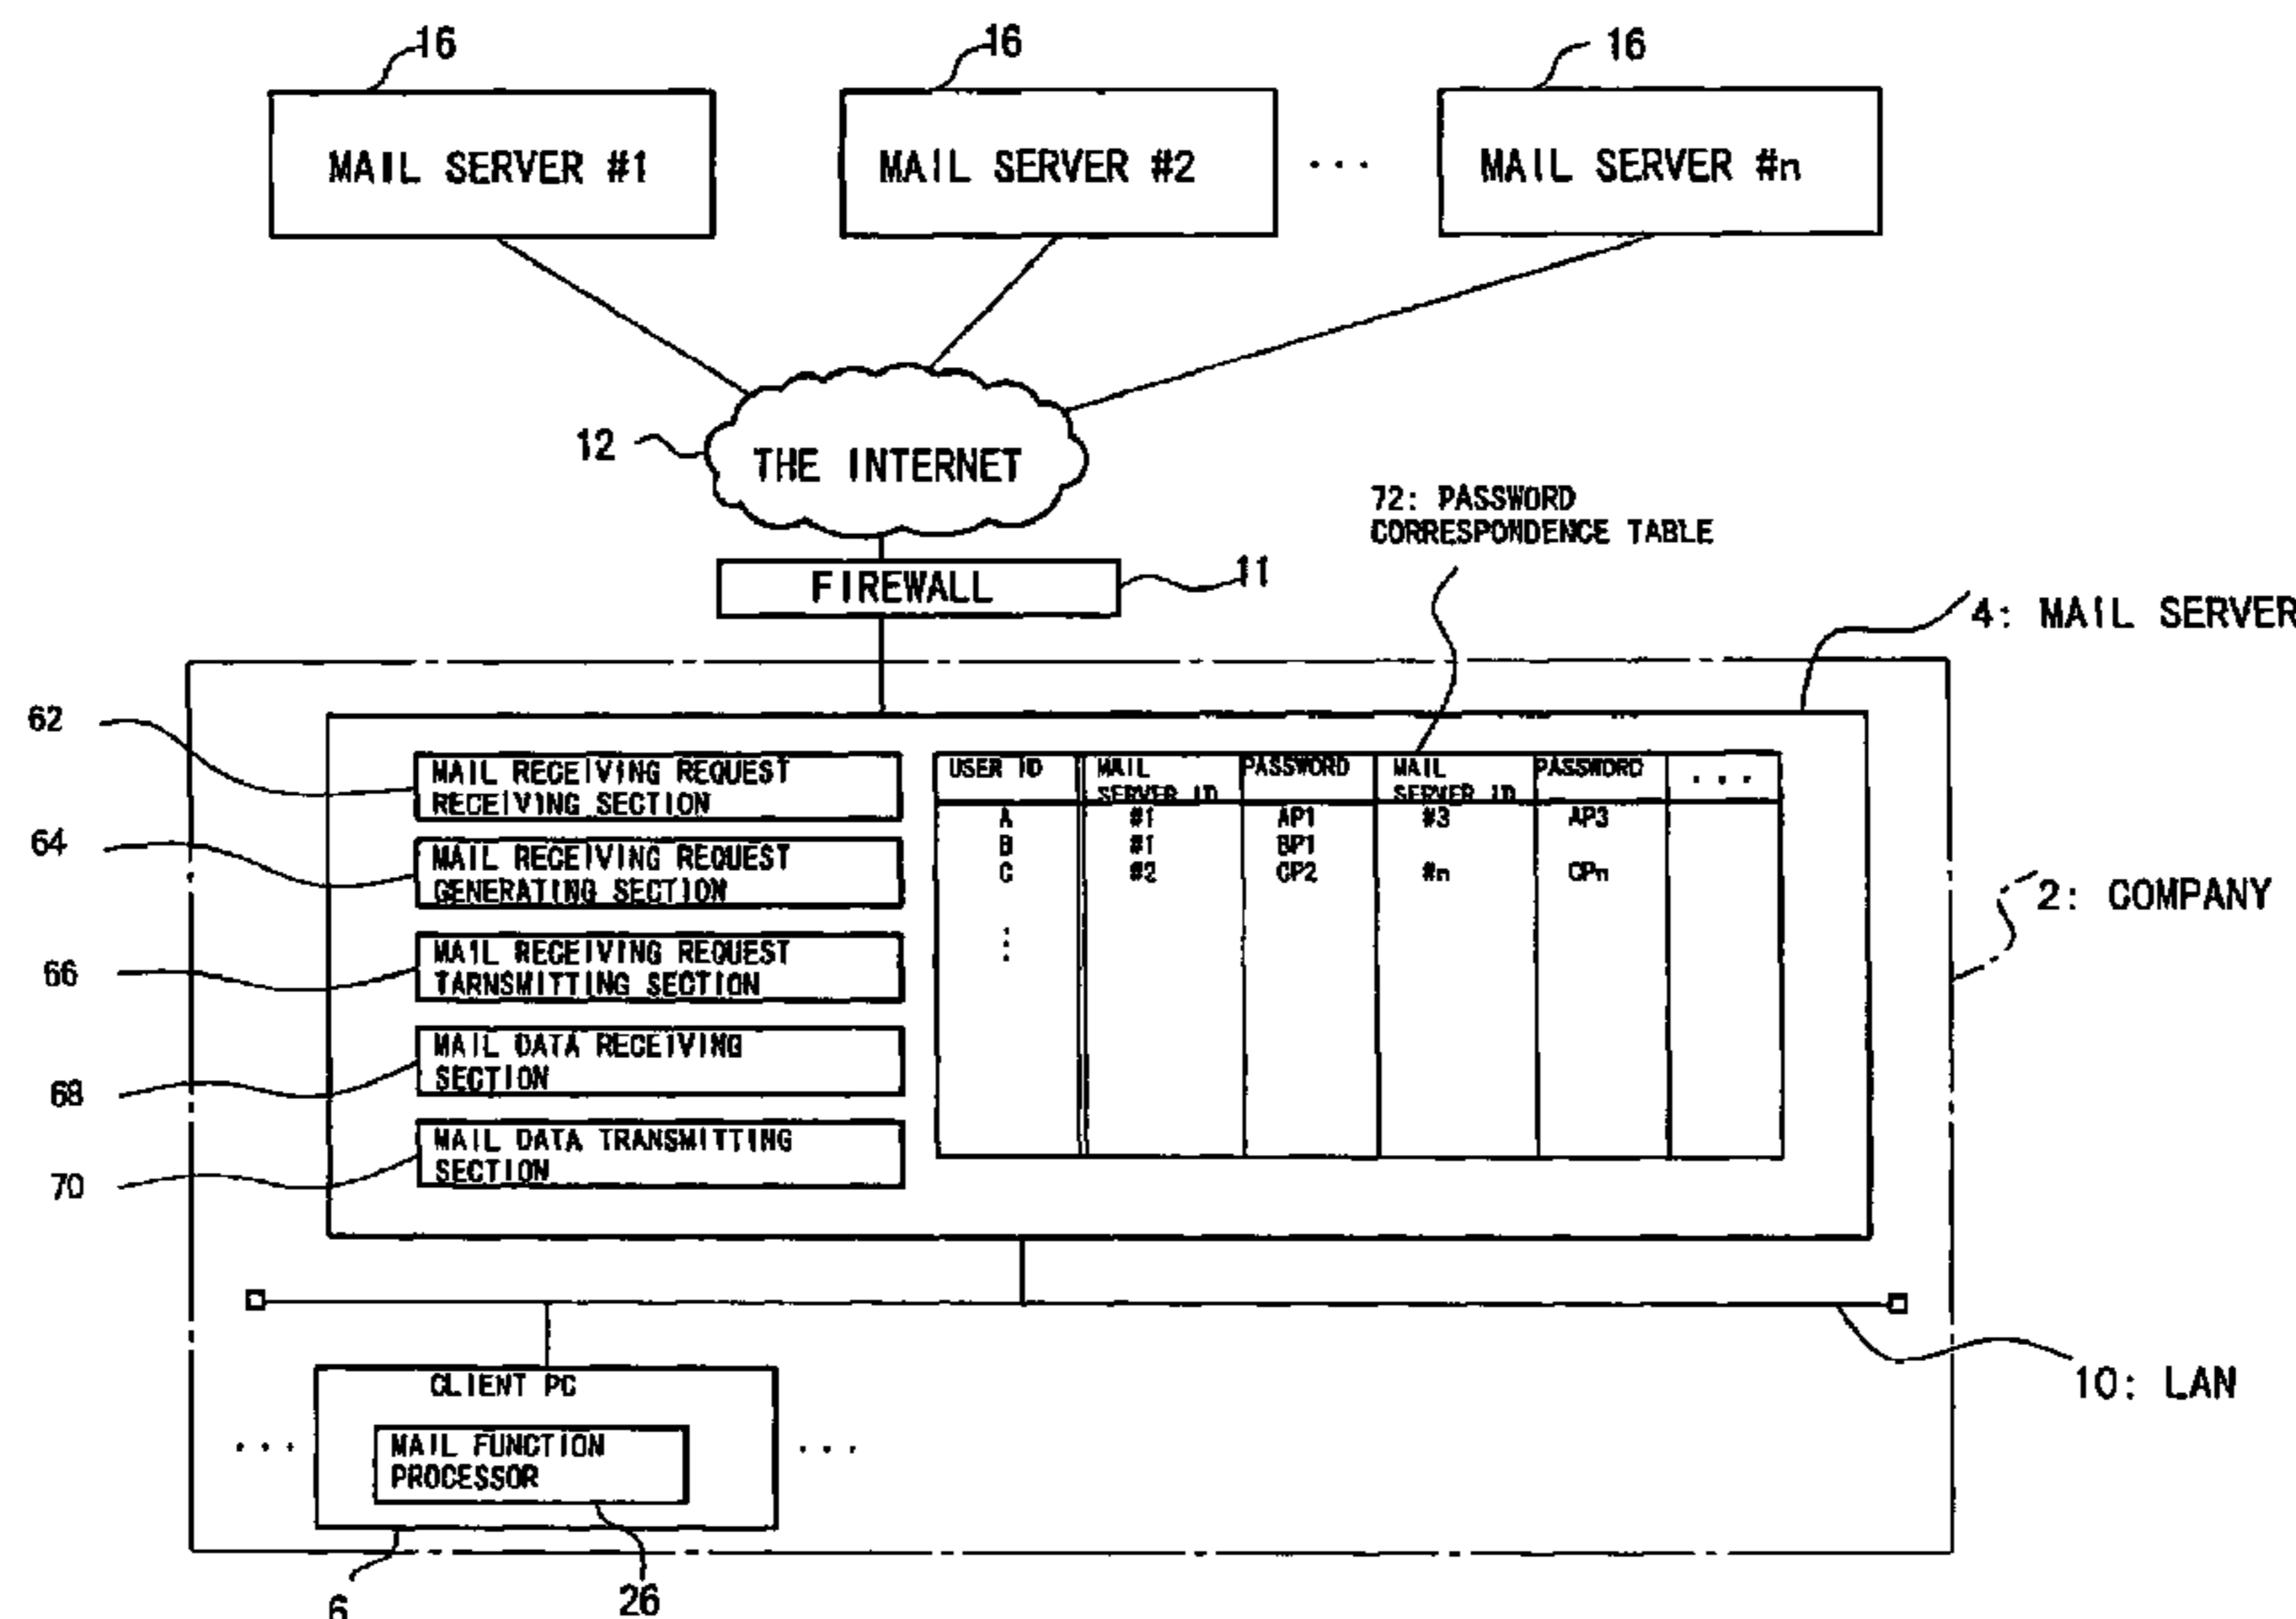 16
16
16
MAIL SERVER #1
MAIL SERVER #2
...
MAIL SERVER #n
12
THE INTERNET
72: PASSWORD
CORRESPONDENCE TABLE
FIREWALL
11
4: MAIL SERVER
62
MAIL RECEIVING REQUEST
RECEIVING SECTION
64
MAIL RECEIVING REQUEST
GENERATING SECTION
66
MAIL RECEIVING REQUEST
TARNSMITTING SECTION
68
MAIL DATA RECEIVING
SECTION
70
MAIL DATA TRANSMITTING
SECTION
USER ID MAIL SERVER ID PASSWORD MAIL SERVER ID PASSWORD ...
A #1 AP1 #3 AP3
B #1 BP1
C #2 CP2 #n CPn
...
2: COMPANY
10: LAN
CLIENT PC
...
MAIL FUNCTION
PROCESSOR
...
6
26